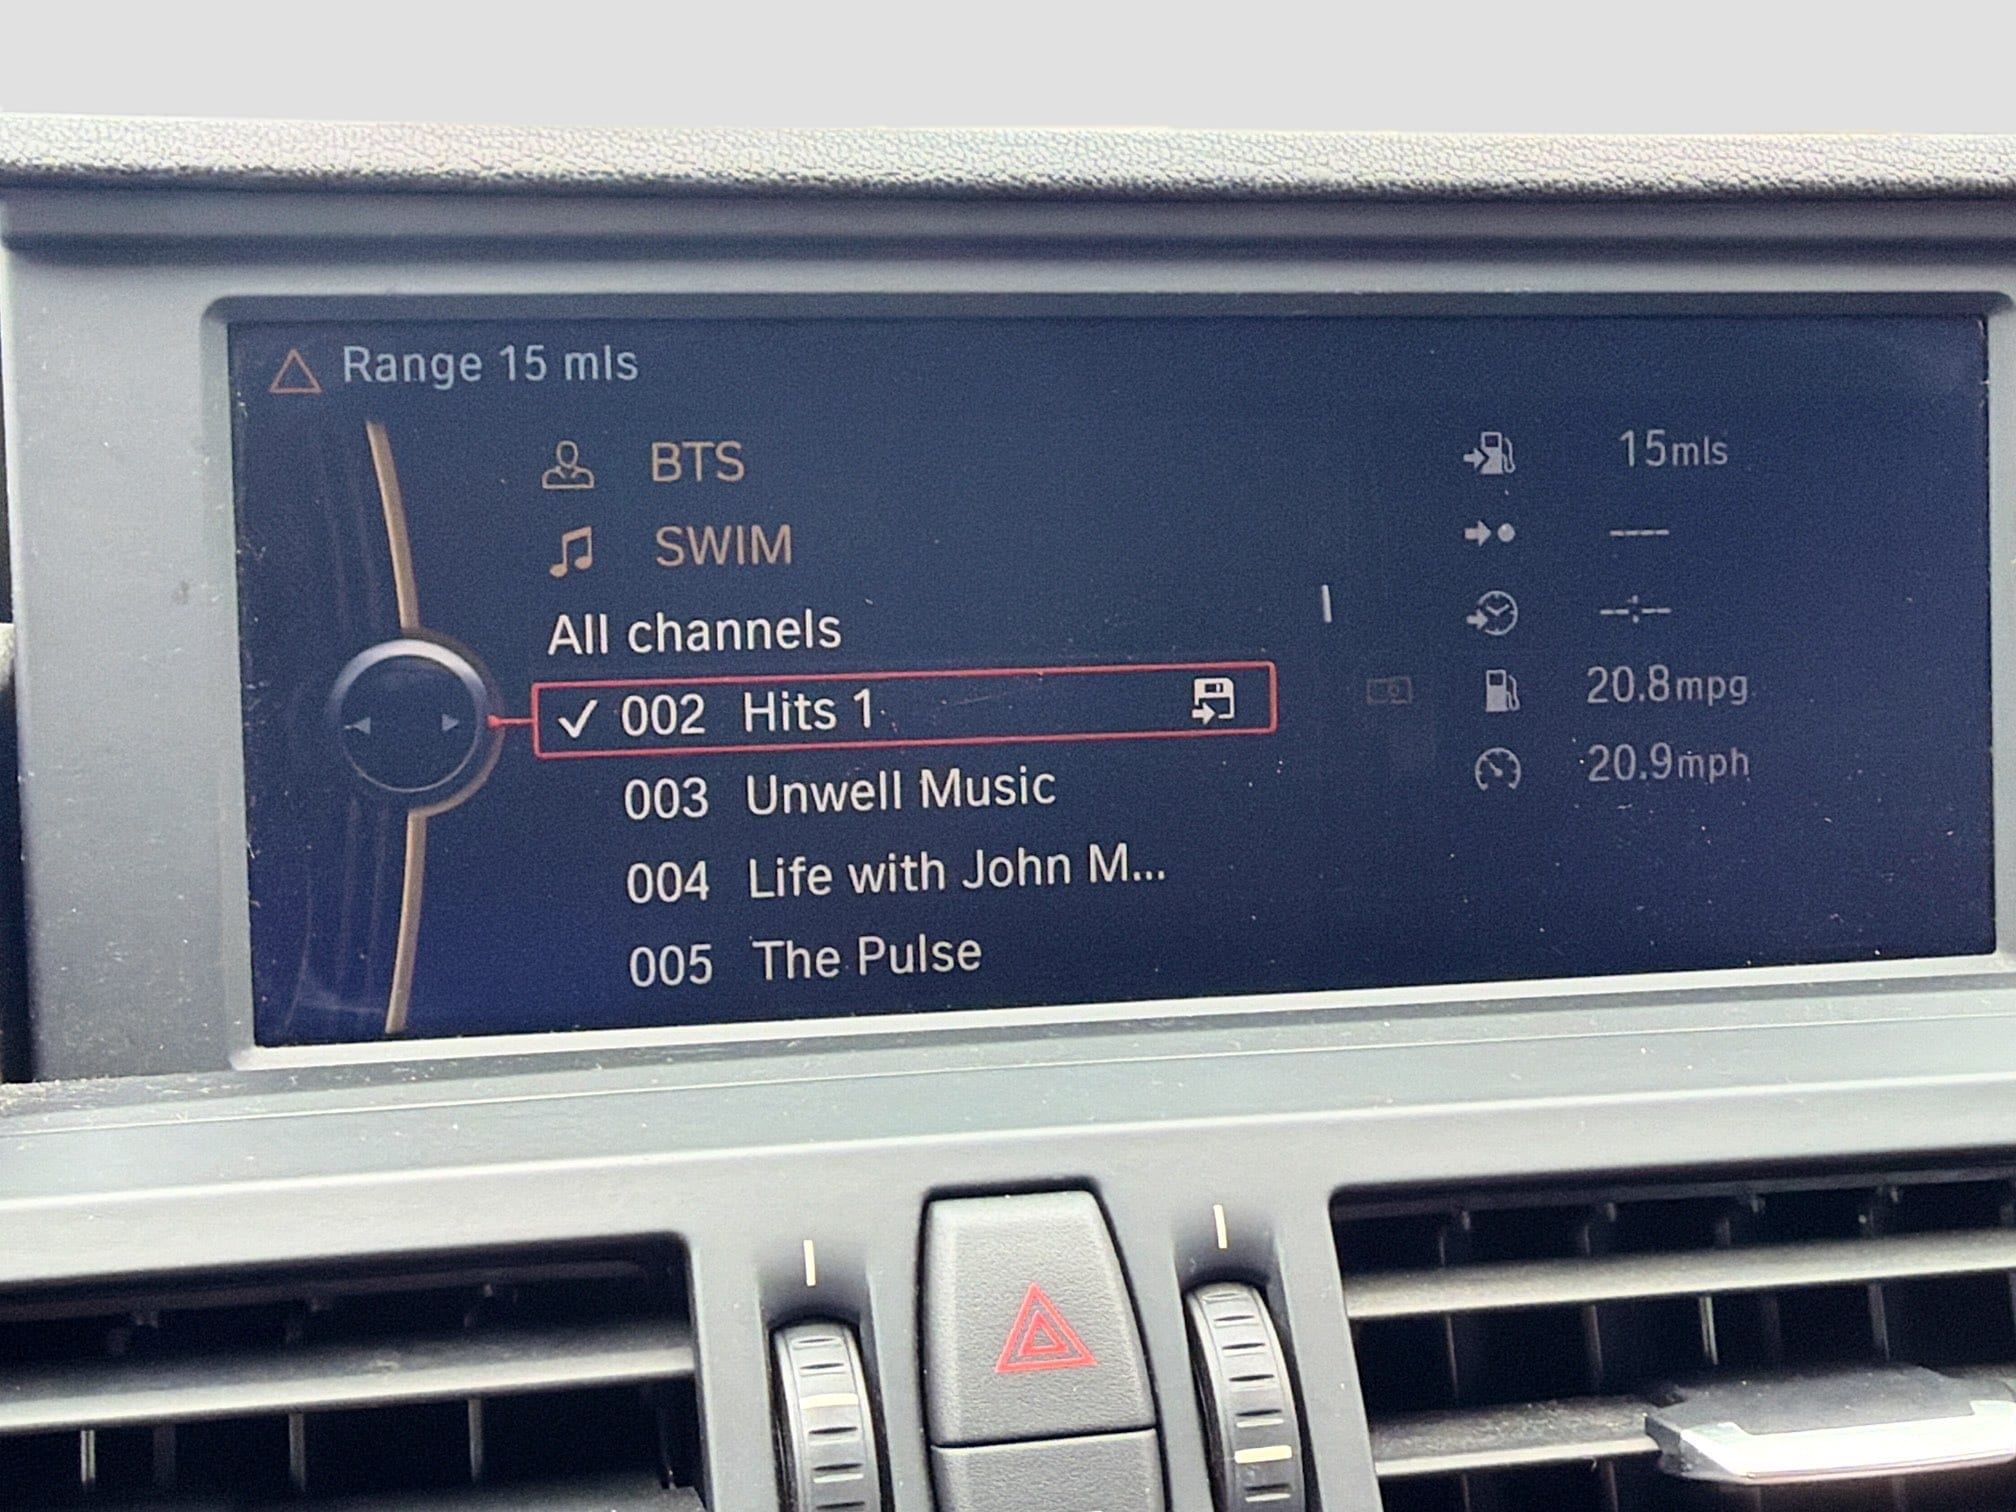 Range 15 mls
BTS
SWIM
All channels
002 Hits 1
003 Unwell Music
004 Life with John M...
005 The Pulse
15mls
----
--:--
20.8mpg
20.9mph